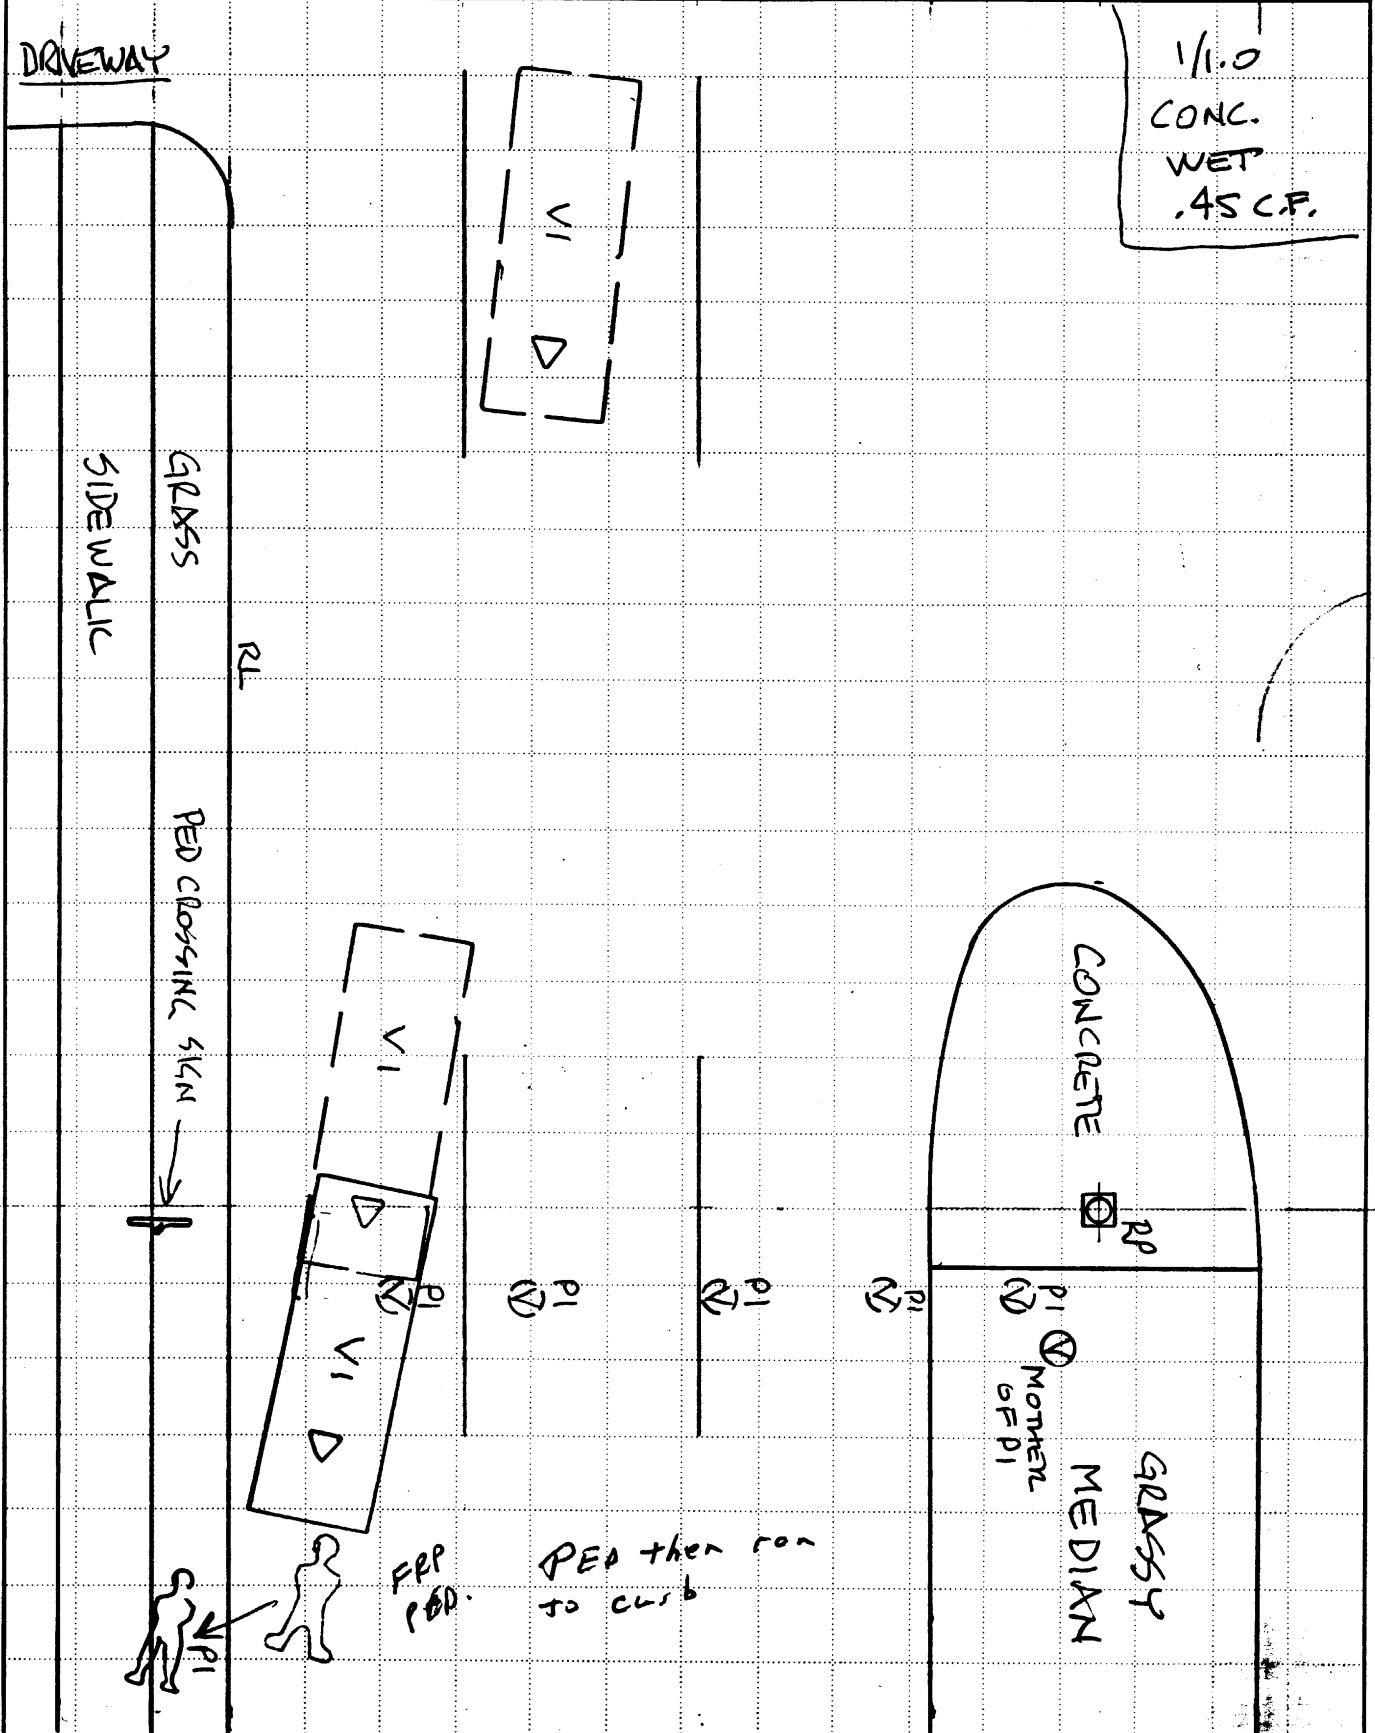 DRIVEWAY
1/1.0
CONC.
WET
.45 C.F.
V1
GRASS
SIDEWALK
RL
PED CROSSING SIGN
V1
CONCRETE
RP
P1
P1
P1
P1
P1
V1
MOTHER
OF P1
GRASSY
MEDIAN
FRP
PED.
PED then ran
to curb
P1